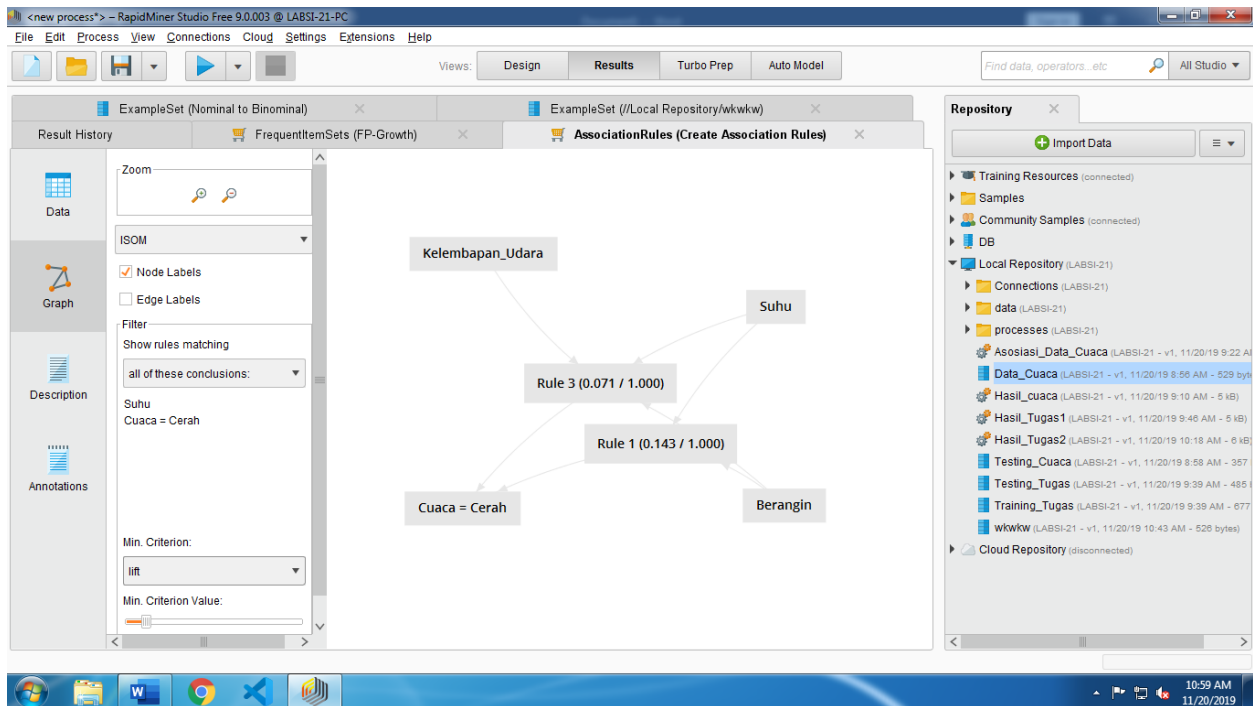 <new process*> – RapidMiner Studio Free 9.0.003 @ LABSI-21-PC
File Edit Process View Connections Cloud Settings Extensions Help
Views: Design Results Turbo Prep Auto Model
Find data, operators...etc
All Studio
ExampleSet (Nominal to Binominal)
ExampleSet (//Local Repository/wkwkw)
Result History
FrequentItemSets (FP-Growth)
AssociationRules (Create Association Rules)
Data
Graph
Description
Annotations
Zoom
ISOM
Node Labels
Edge Labels
Filter
Show rules matching
all of these conclusions:
Suhu
Cuaca = Cerah
Min. Criterion:
lift
Min. Criterion Value:
Kelembapan_Udara
Suhu
Rule 3 (0.071 / 1.000)
Rule 1 (0.143 / 1.000)
Cuaca = Cerah
Berangin
Repository
Import Data
Training Resources (connected)
Samples
Community Samples (connected)
DB
Local Repository (LABSI-21)
Connections (LABSI-21)
data (LABSI-21)
processes (LABSI-21)
Asosiasi_Data_Cuaca (LABSI-21 - v1, 11/20/19 9:22 A
Data_Cuaca (LABSI-21 - v1, 11/20/19 8:56 AM - 529 byt
Hasil_cuaca (LABSI-21 - v1, 11/20/19 9:10 AM - 5 kB)
Hasil_Tugas1 (LABSI-21 - v1, 11/20/19 9:46 AM - 5 kB)
Hasil_Tugas2 (LABSI-21 - v1, 11/20/19 10:18 AM - 6 kB)
Testing_Cuaca (LABSI-21 - v1, 11/20/19 8:58 AM - 357
Testing_Tugas (LABSI-21 - v1, 11/20/19 9:39 AM - 485
Training_Tugas (LABSI-21 - v1, 11/20/19 9:39 AM - 677
wkwkw (LABSI-21 - v1, 11/20/19 10:43 AM - 526 bytes)
Cloud Repository (disconnected)
10:59 AM
11/20/2019